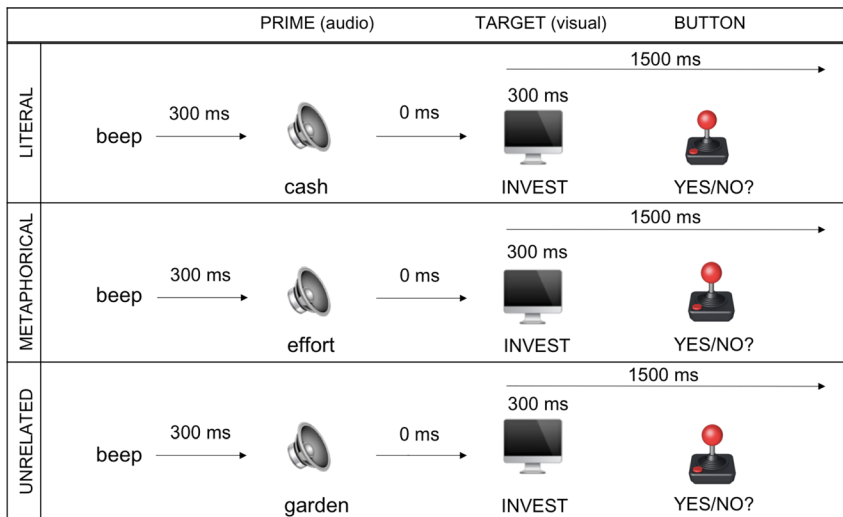 PRIME (audio) TARGET (visual) BUTTON
LITERAL
1500 ms
300 ms
300 ms 0 ms
beep
cash INVEST YES/NO?
METAPHORICAL
1500 ms
300 ms
300 ms 0 ms
beep
effort INVEST YES/NO?
UNRELATED
1500 ms
300 ms
300 ms 0 ms
beep
garden INVEST YES/NO?